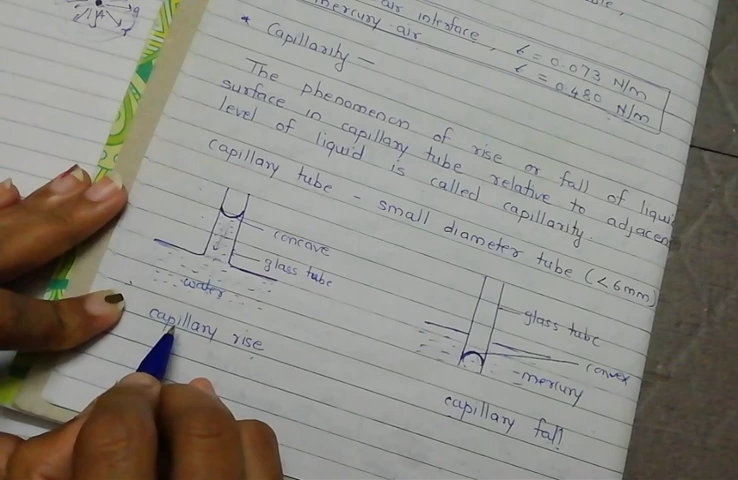 air interface, σ = 0.073 N/m
mercury air σ = 0.480 N/m
* Capillarity —
The phenomenon of rise or fall of liqui
surface in capillary tube relative to adjacen
level of liquid is called capillarity.
capillary tube - small diameter tube (<6mm)
concave
glass tube
water
capillary rise
glass tube
convex
mercury
capillary fall